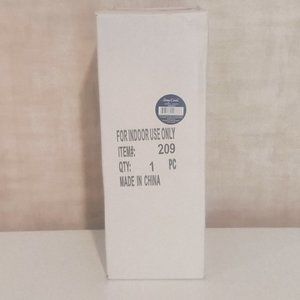 FOR INDOOR USE ONLY
ITEM#: 209
QTY: 1 PC
MADE IN CHINA